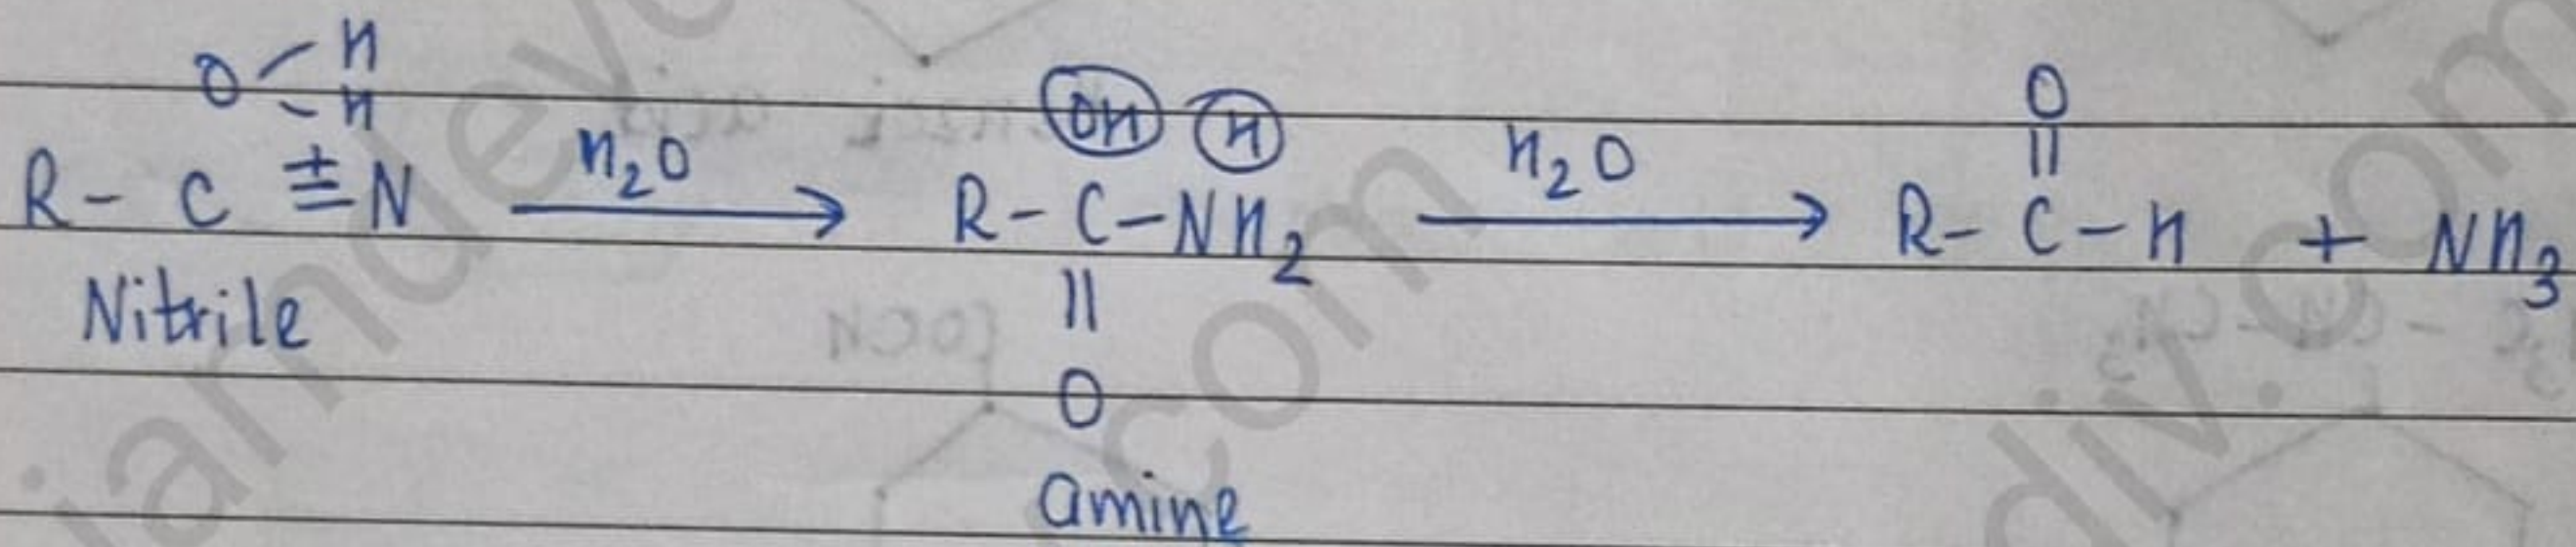 O H
H
R - C ≡ N H₂O → R - C - NH₂ H₂O → R - C - H + NH₃
OH H
O
||
Nitrile
||
O
amine